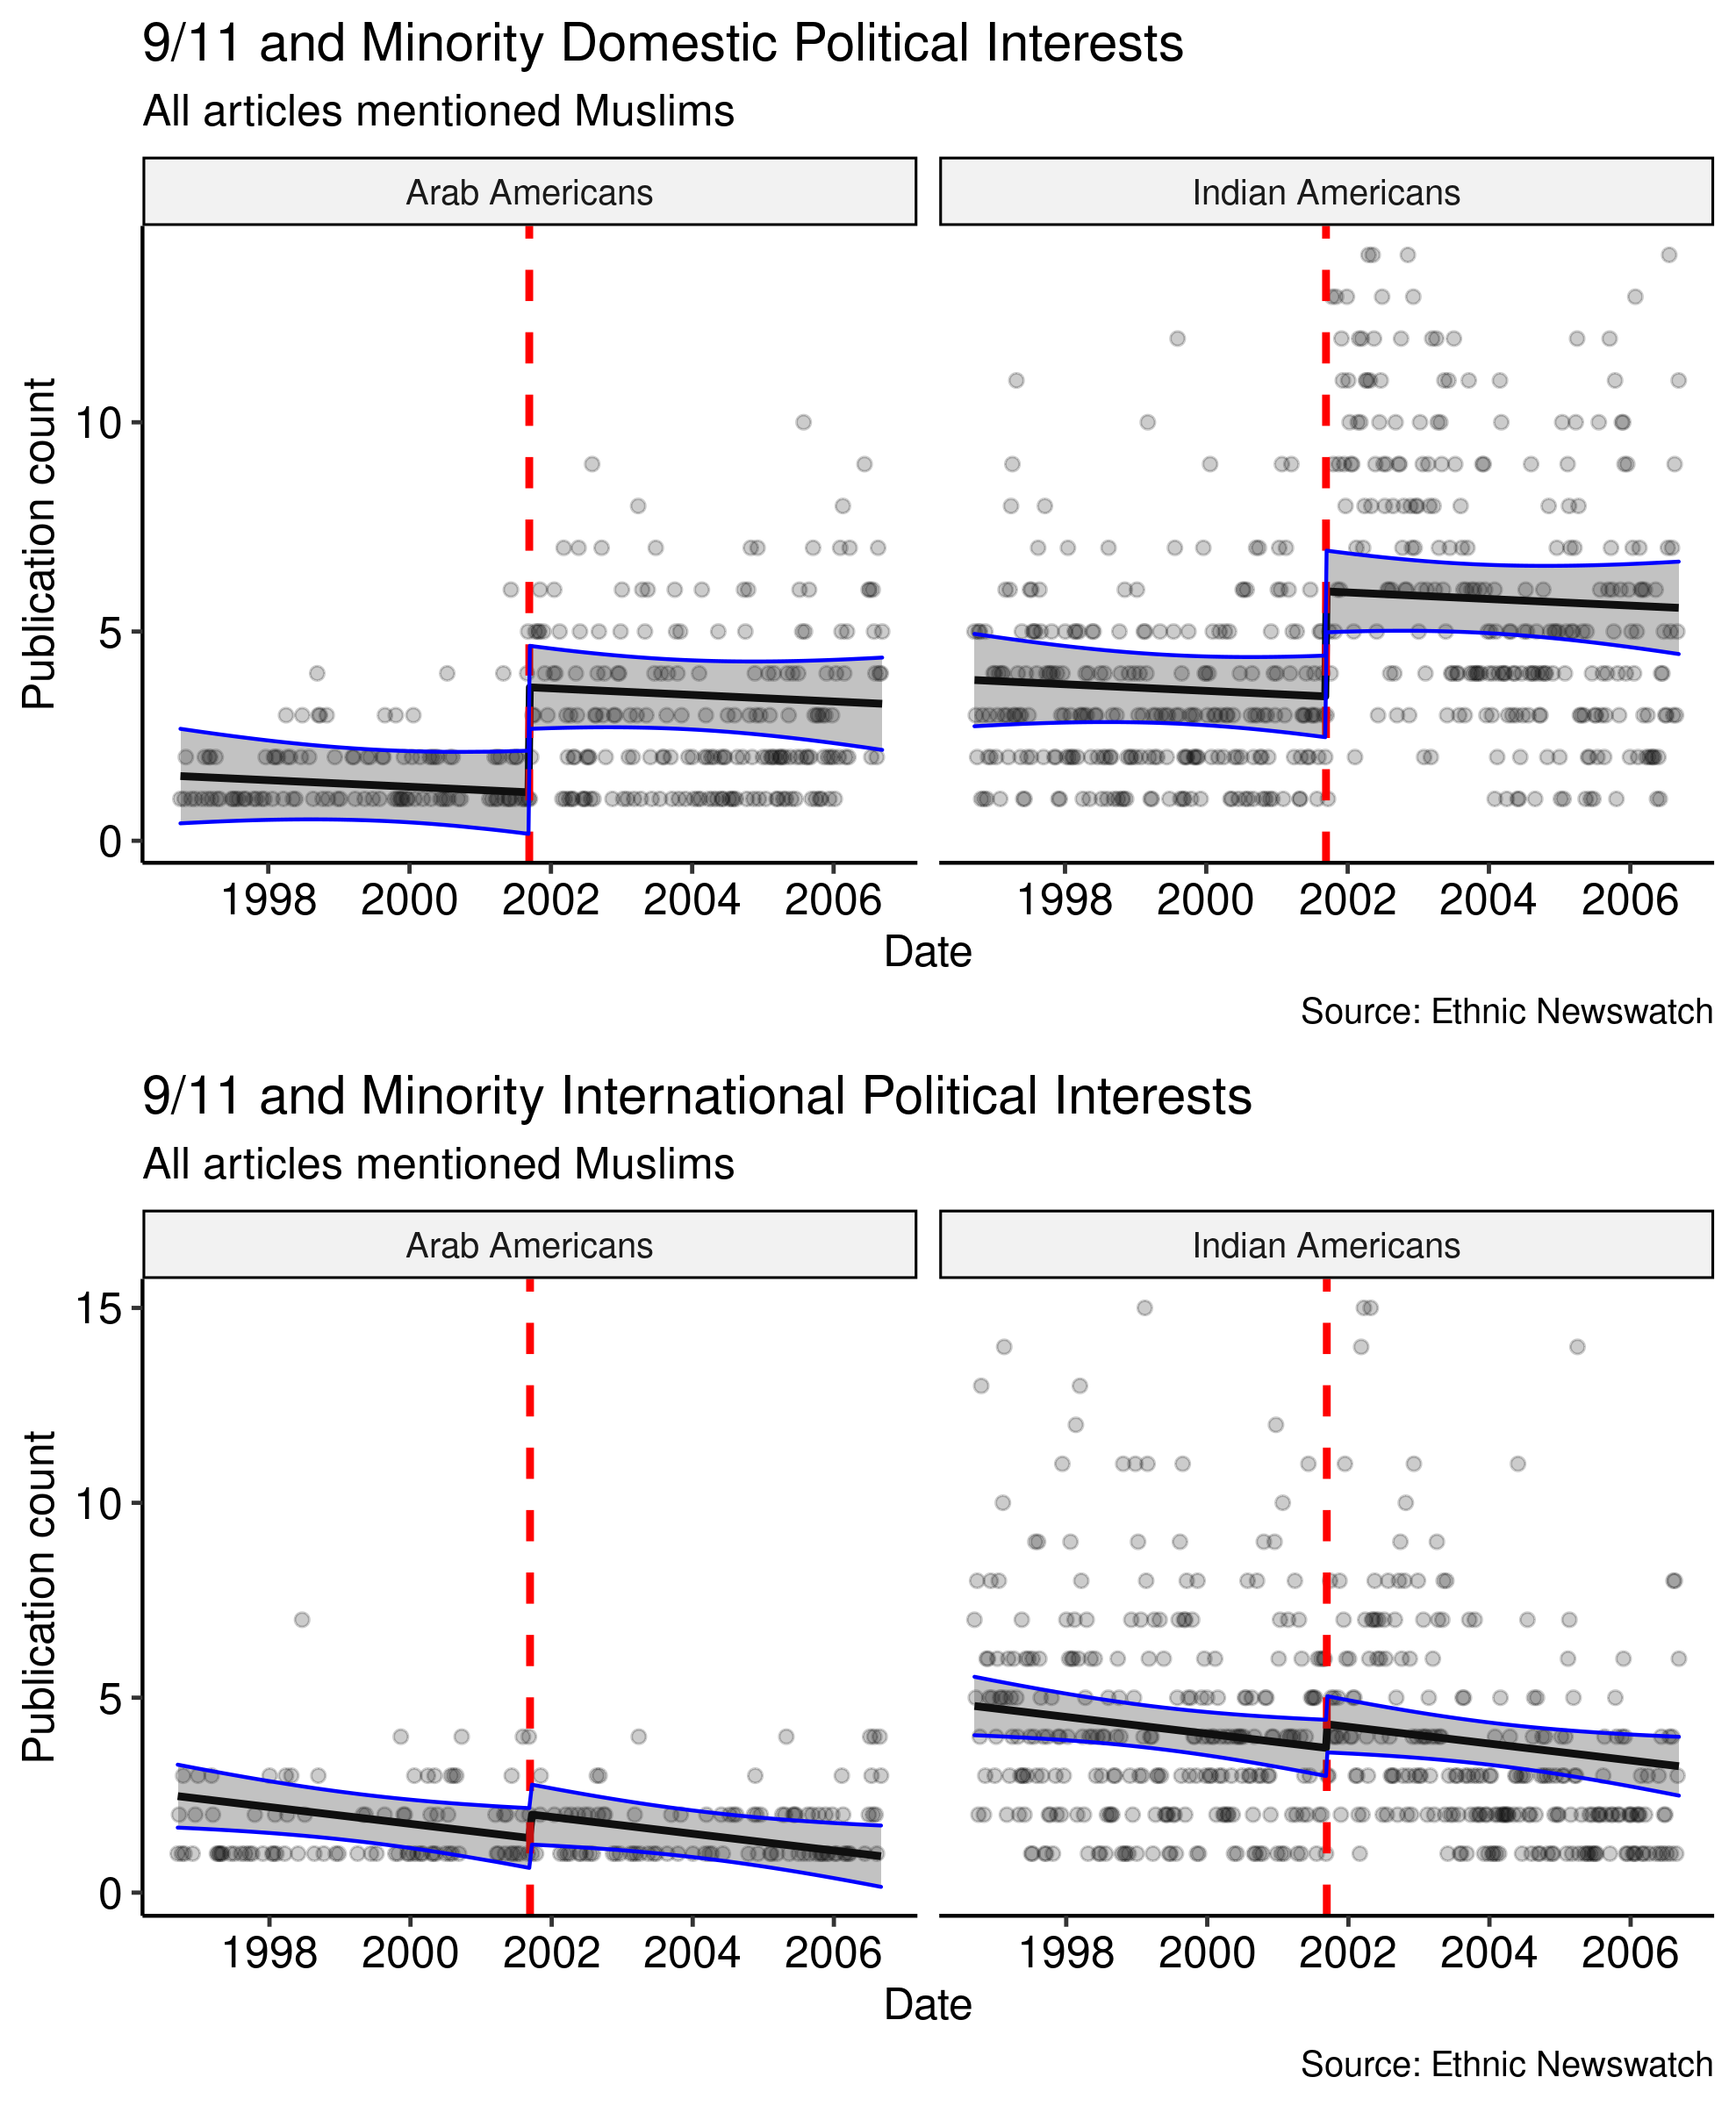 9/11 and Minority Domestic Political Interests
All articles mentioned Muslims
Arab Americans
Indian Americans
Publication count
10
5
0
1998 2000 2002 2004 2006
1998 2000 2002 2004 2006
Date
Source: Ethnic Newswatch
9/11 and Minority International Political Interests
All articles mentioned Muslims
Arab Americans
Indian Americans
Publication count
15
10
5
0
1998 2000 2002 2004 2006
1998 2000 2002 2004 2006
Date
Source: Ethnic Newswatch